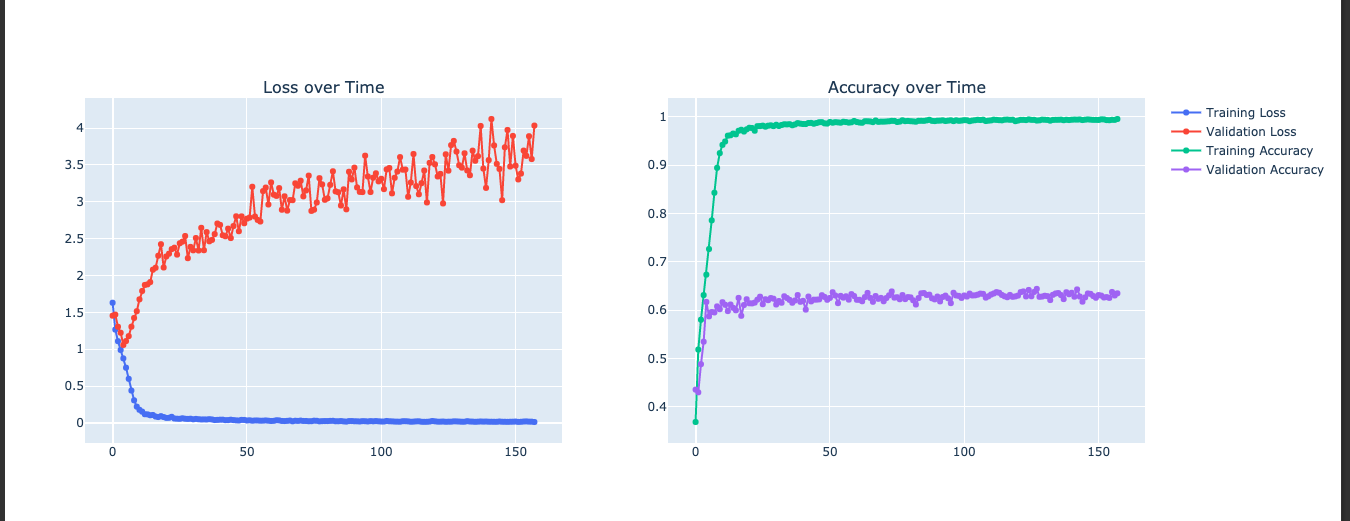 Loss over Time
4
3.5
3
2.5
2
1.5
1
0.5
0
0 50 100 150
Accuracy over Time
1
0.9
0.8
0.7
0.6
0.5
0.4
0 50 100 150
Training Loss
Validation Loss
Training Accuracy
Validation Accuracy